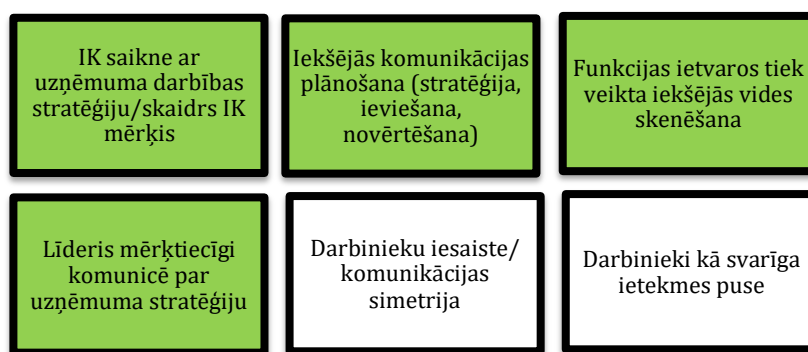 IK saikne ar
uzņēmuma darbības
stratēģiju/skaidrs IK
mērķis
Iekšējās komunikācijas
plānošana (stratēģija,
ieviešana,
novērtēšana)
Funkcijas ietvaros tiek
veikta iekšējās vides
skenēšana
Līderis mērķtiecīgi
komunicē par
uzņēmuma stratēģiju
Darbinieku iesaiste/
komunikācijas
simetrija
Darbinieki kā svarīga
ietekmes puse